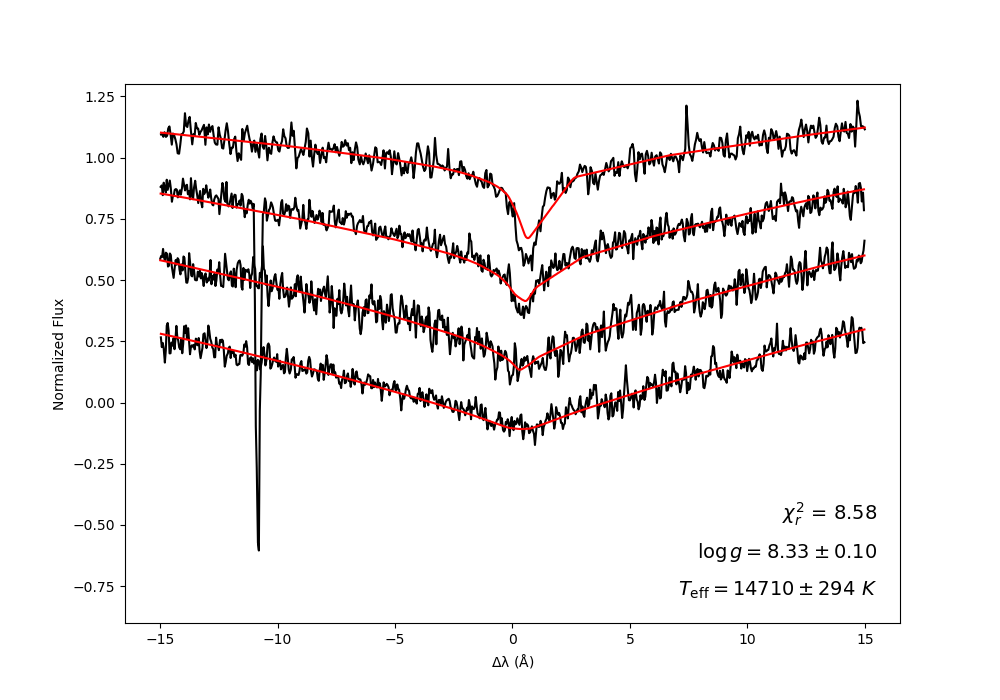 1.25
1.00
0.75
0.50
0.25
0.00
−0.25
−0.50
−0.75
Normalized Flux
χ²ᵣ = 8.58
log g = 8.33 ± 0.10
T_eff = 14710 ± 294 K
−15 −10 −5 0 5 10 15
Δλ (Å)